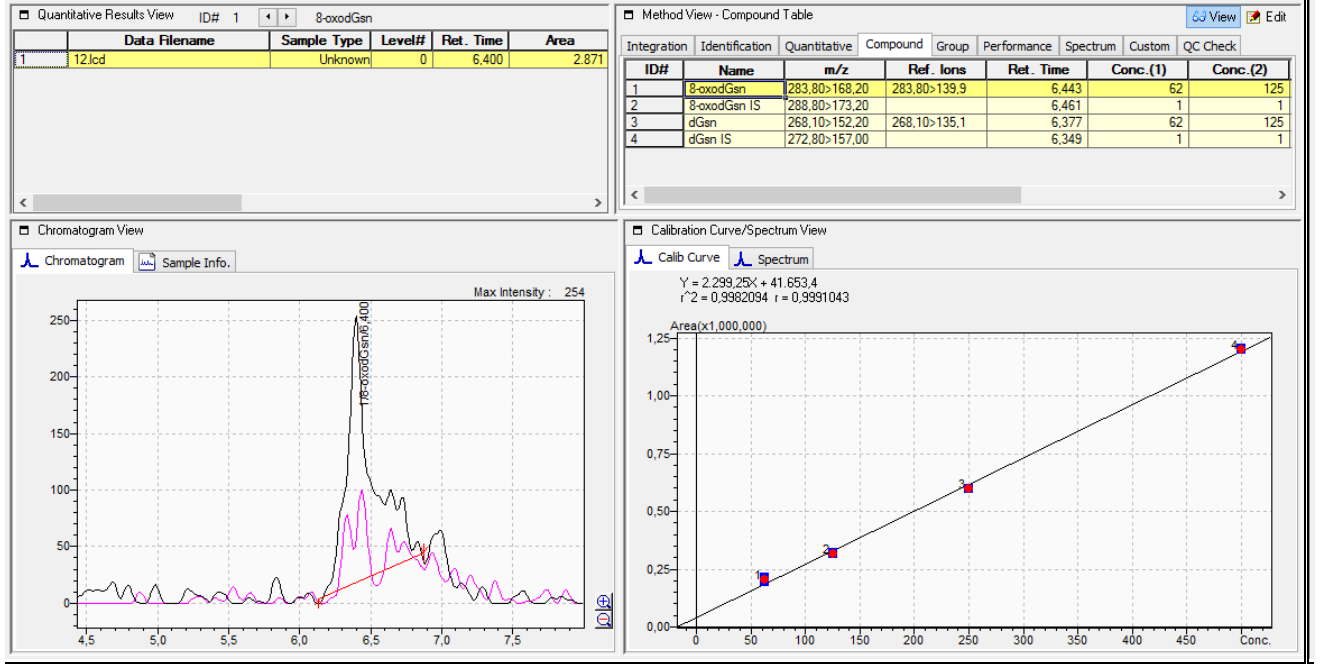 Quantitative Results View ID# 1 8-oxodGsn
Data Filename Sample Type Level# Ret. Time Area
1 12.lcd Unknown 0 6,400 2.871
Method View - Compound Table View Edit
Integration Identification Quantitative Compound Group Performance Spectrum Custom QC Check
ID# Name m/z Ref. Ions Ret. Time Conc.(1) Conc.(2)
1 8-oxodGsn 283,80>168,20 283,80>139,9 6,443 62 125
2 8-oxodGsn IS 288,80>173,20 6,461 1 1
3 dGsn 268,10>152,20 268,10>135,1 6,377 62 125
4 dGsn IS 272,80>157,00 6,349 1 1
Chromatogram View
Chromatogram Sample Info.
Max Intensity : 254
250
200
150
100
50
0
1/8-oxodGsn/6,400
4,5 5,0 5,5 6,0 6,5 7,0 7,5
Calibration Curve/Spectrum View
Calib Curve Spectrum
Y = 2.299,25X + 41.653,4
r^2 = 0,9982094 r = 0,9991043
Area(x1,000,000)
1,25
1,00
0,75
0,50
0,25
0,00
1
2
3
4
0 50 100 150 200 250 300 350 400 450 Conc.